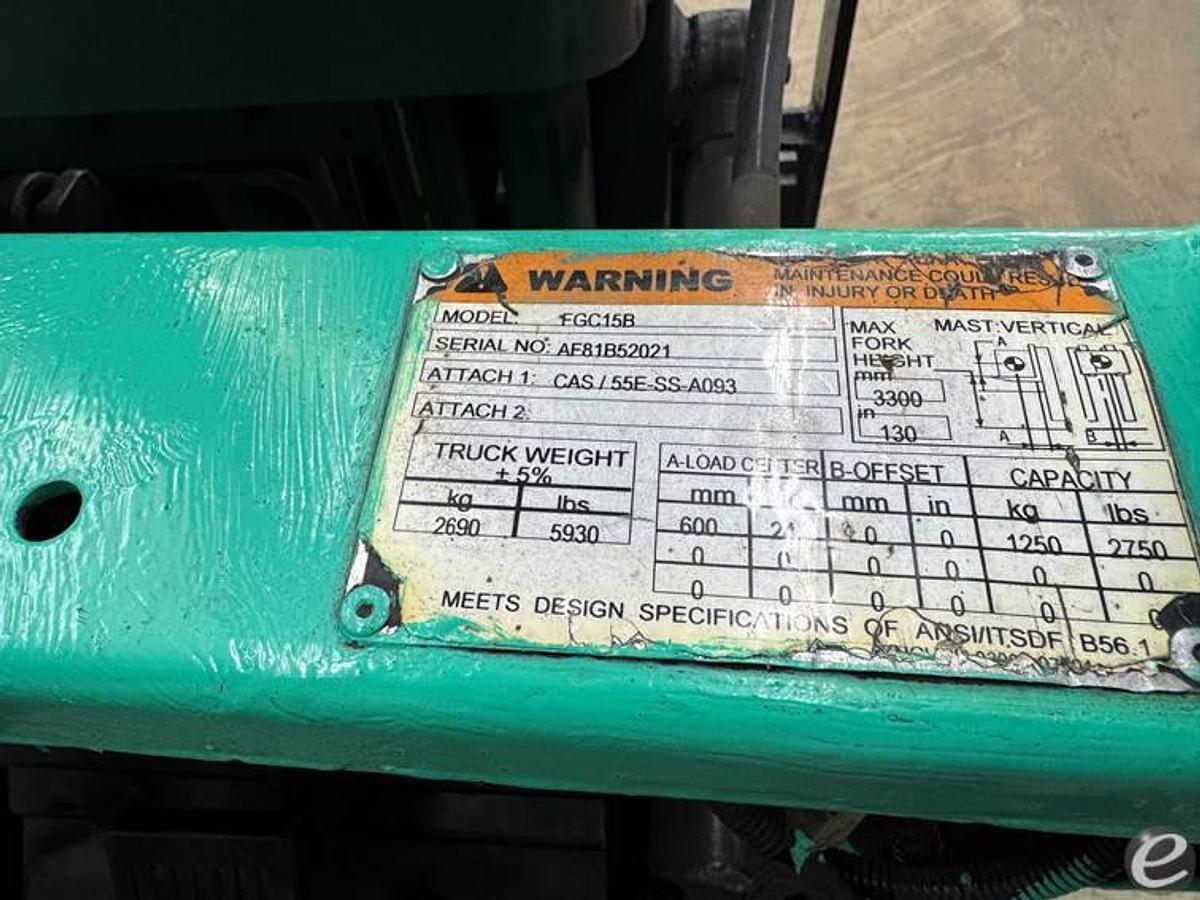 WARNING
MAINTENANCE COULD RESU
IN INJURY OR DEATH
MODEL: FGC15B
SERIAL NO: AF81B52021
ATTACH 1: CAS / 55E-SS-A093
ATTACH 2:
MAX
FORK
HEIGHT
mm
3300
in
130
MAST:VERTICAL
A
A B
TRUCK WEIGHT
± 5%
kg lbs
2690 5930
A-LOAD CENTER B-OFFSET CAPACITY
mm mm in kg lbs
600 24 0 0 1250 2750
0 0 0 0 0 0
0 0 0 0 0 0
MEETS DESIGN SPECIFICATIONS OF ANSI/ITSDF B56.1
e